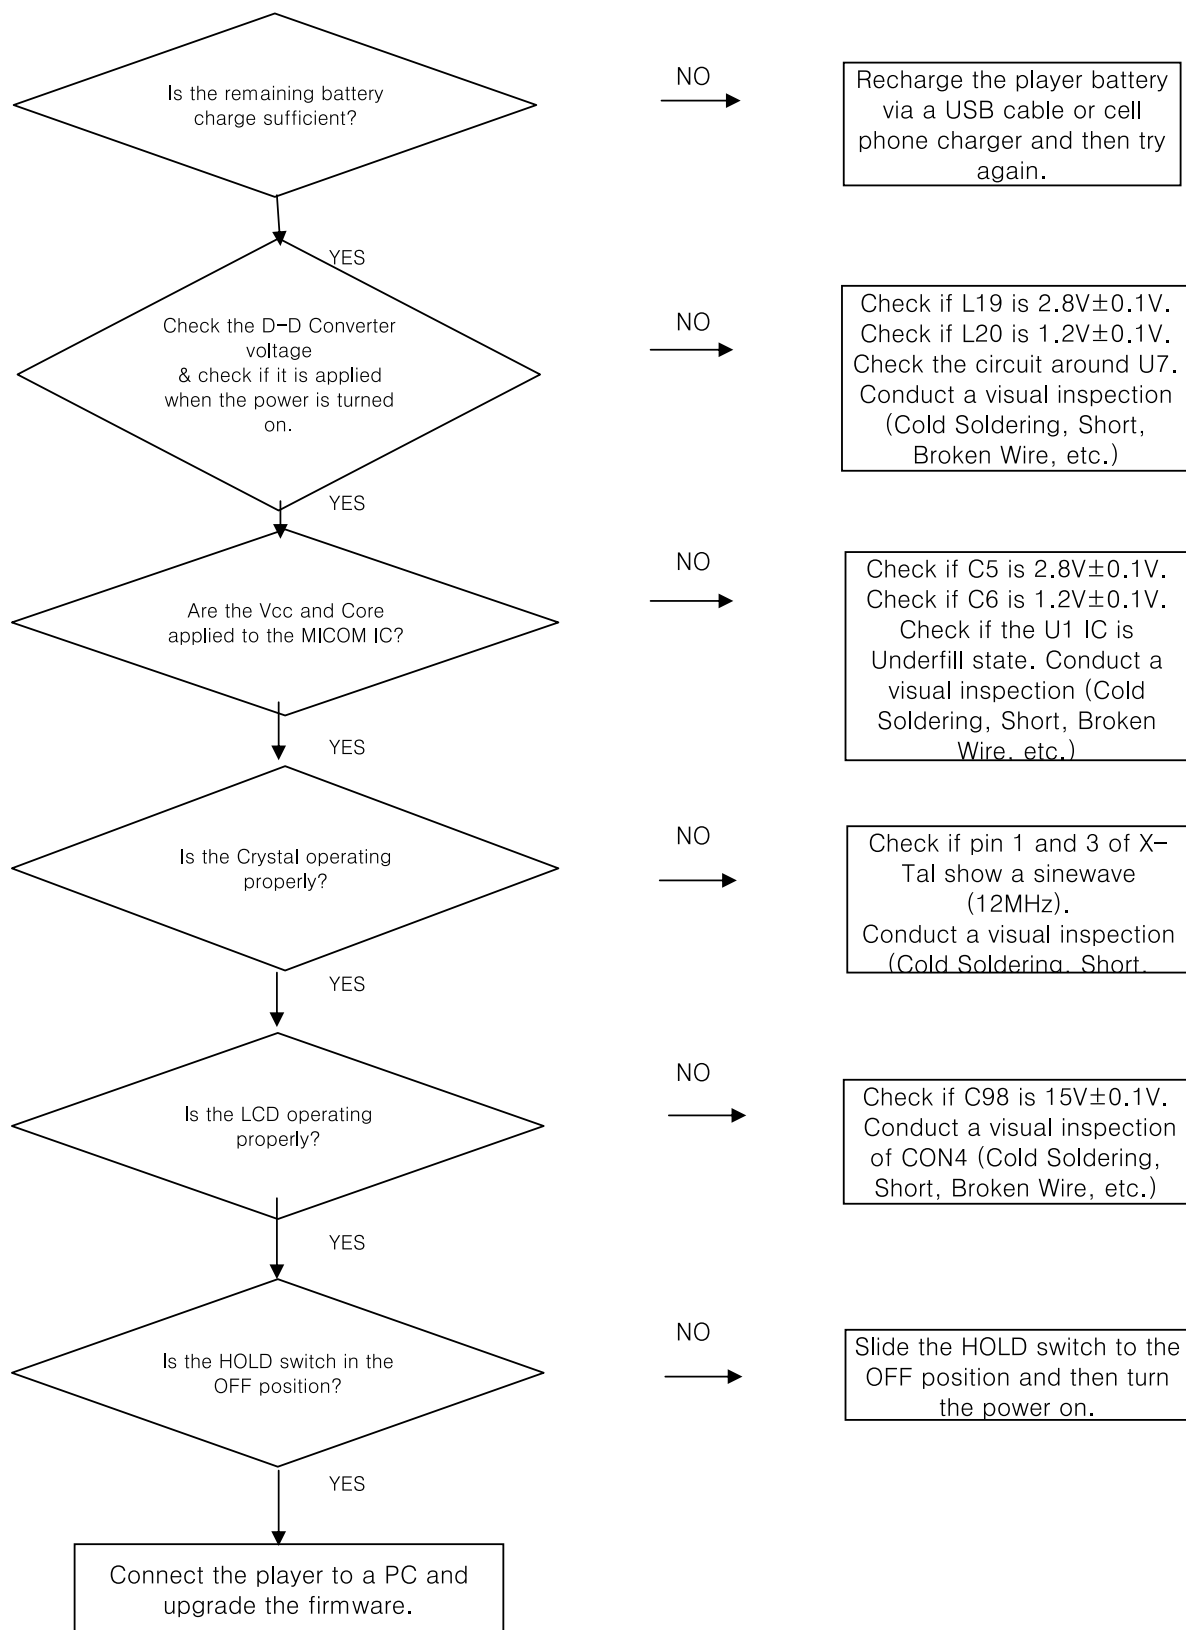 Is the remaining battery
charge sufficient?
NO
Recharge the player battery
via a USB cable or cell
phone charger and then try
again.
YES
Check the D-D Converter
voltage
& check if it is applied
when the power is turned
on.
NO
Check if L19 is 2.8V±0.1V.
Check if L20 is 1.2V±0.1V.
Check the circuit around U7.
Conduct a visual inspection
(Cold Soldering, Short,
Broken Wire, etc.)
YES
Are the Vcc and Core
applied to the MICOM IC?
NO
Check if C5 is 2.8V±0.1V.
Check if C6 is 1.2V±0.1V.
Check if the U1 IC is
Underfill state. Conduct a
visual inspection (Cold
Soldering, Short, Broken
Wire, etc.)
YES
Is the Crystal operating
properly?
NO
Check if pin 1 and 3 of X-
Tal show a sinewave
(12MHz).
Conduct a visual inspection
(Cold Soldering, Short,
YES
Is the LCD operating
properly?
NO
Check if C98 is 15V±0.1V.
Conduct a visual inspection
of CON4 (Cold Soldering,
Short, Broken Wire, etc.)
YES
Is the HOLD switch in the
OFF position?
NO
Slide the HOLD switch to the
OFF position and then turn
the power on.
YES
Connect the player to a PC and
upgrade the firmware.